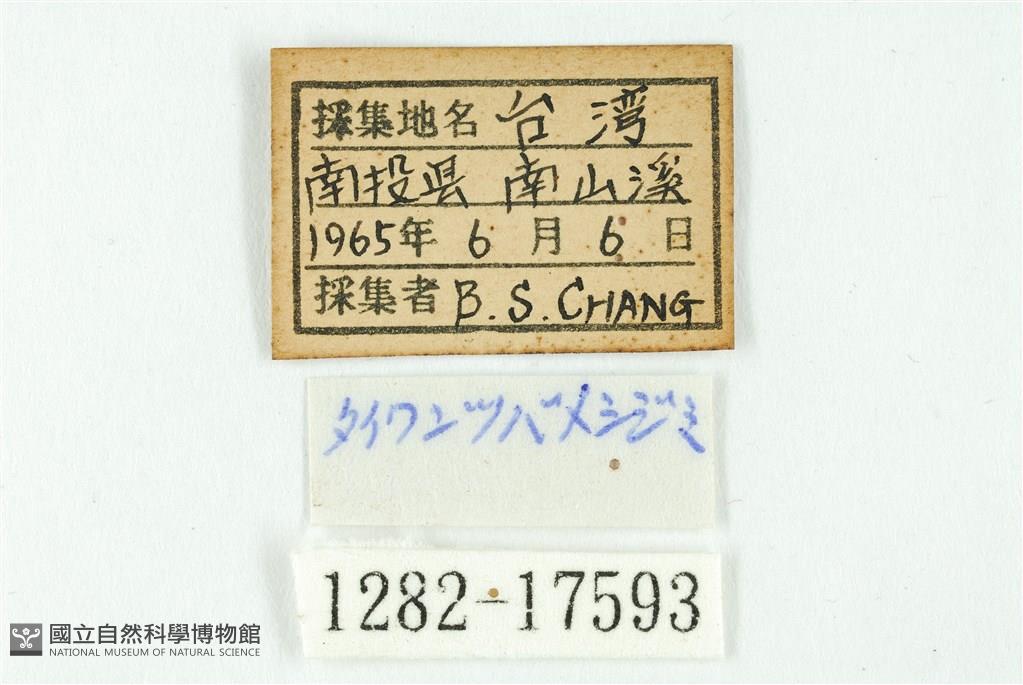 採集地名 台湾
南投県 南山溪
1965年 6月 6日
採集者 B.S.CHANG
タイワンツバメシジミ
1282-17593
國立自然科學博物館
NATIONAL MUSEUM OF NATURAL SCIENCE